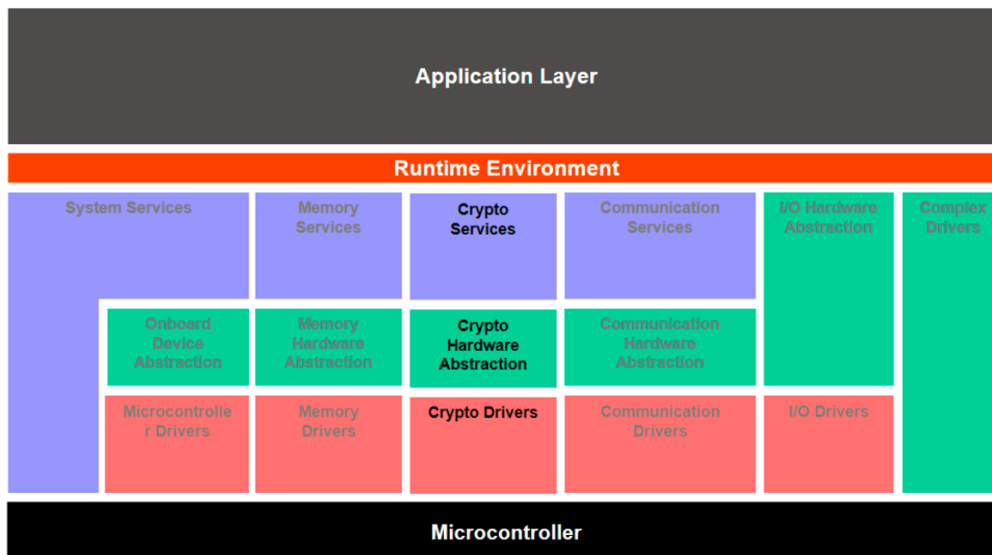 Application Layer
Runtime Environment
System Services
Memory
Services
Crypto
Services
Communication
Services
I/O Hardware
Abstraction
Complex
Drivers
Onboard
Device
Abstraction
Memory
Hardware
Abstraction
Crypto
Hardware
Abstraction
Communication
Hardware
Abstraction
Microcontrolle
r Drivers
Memory
Drivers
Crypto Drivers
Communication
Drivers
I/O Drivers
Microcontroller